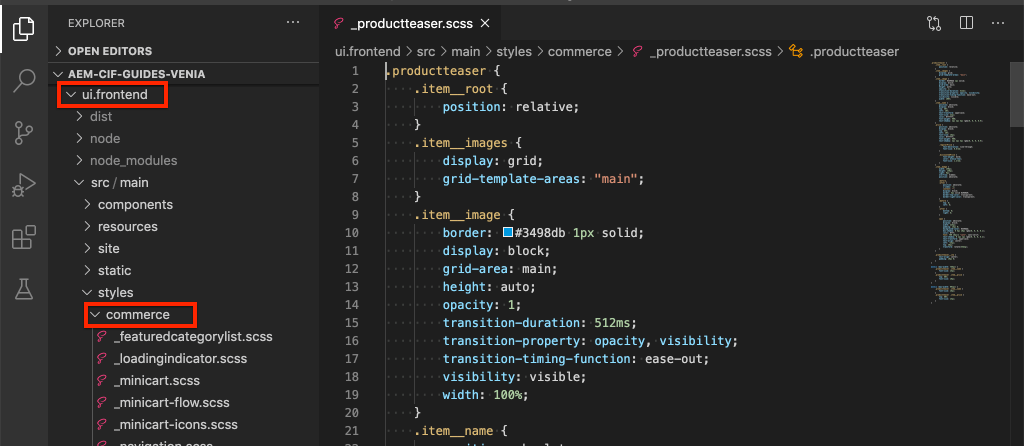 EXPLORER
OPEN EDITORS
AEM-CIF-GUIDES-VENIA
ui.frontend
dist
node
node_modules
src/main
components
resources
site
static
styles
commerce
_featuredcategorylist.scss
_loadingindicator.scss
_minicart.scss
_minicart-flow.scss
_minicart-icons.scss
_navigation.scss
_productteaser.scss
ui.frontend > src > main > styles > commerce > _productteaser.scss > .productteaser
1 .productteaser {
2 .item__root {
3 position: relative;
4 }
5 .item__images {
6 display: grid;
7 grid-template-areas: "main";
8 }
9 .item__image {
10 border: #3498db 1px solid;
11 display: block;
12 grid-area: main;
13 height: auto;
14 opacity: 1;
15 transition-duration: 512ms;
16 transition-property: opacity, visibility;
17 transition-timing-function: ease-out;
18 visibility: visible;
19 width: 100%;
20 }
21 .item__name {